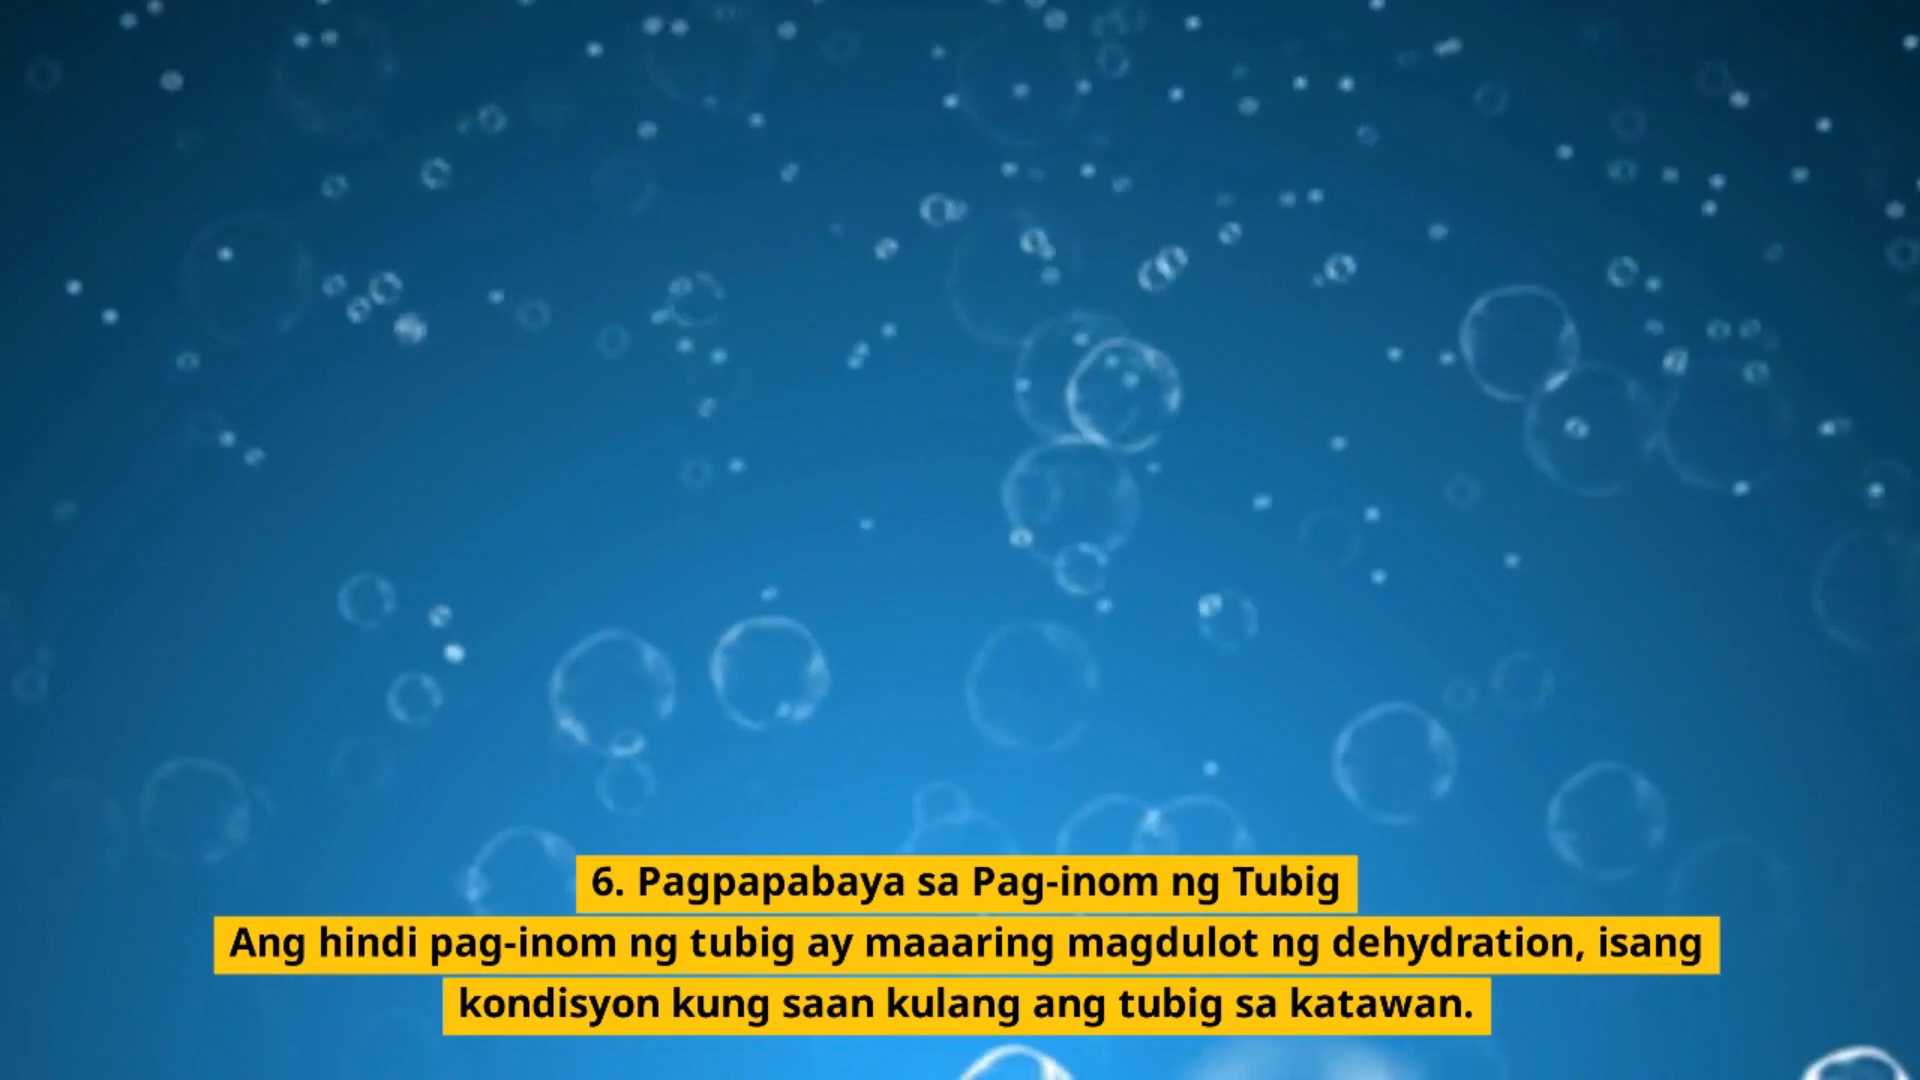 6. Pagpapabaya sa Pag-inom ng Tubig
Ang hindi pag-inom ng tubig ay maaaring magdulot ng dehydration, isang
kondisyon kung saan kulang ang tubig sa katawan.